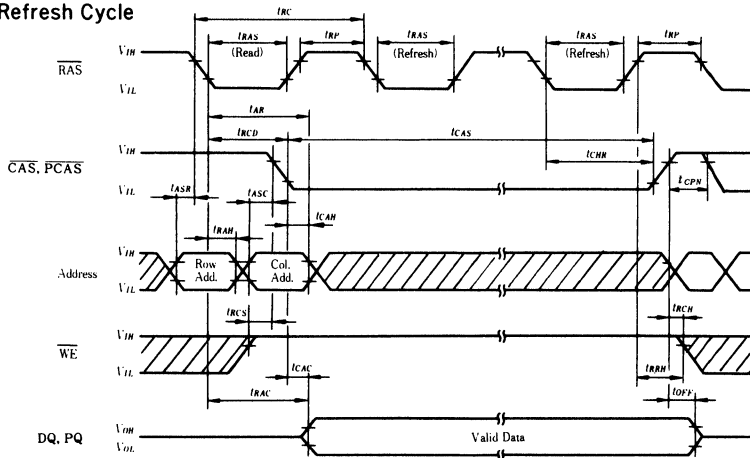 Refresh Cycle
tRC
tRAS
(Read)
tRP
tRAS
(Refresh)
tRAS
(Refresh)
tRP
RAS
VIH
VIL
tAR
tRCD
tCAS
tCHR
CAS, PCAS
VIH
VIL
tCPN
tASR
tASC
tRAH
tCAH
Address
VIH
VIL
Row
Add.
Col.
Add.
tRCS
tRCH
WE
VIH
VIL
tCAC
tRRH
tRAC
tOFF
DQ, PQ
VOH
VOL
Valid Data